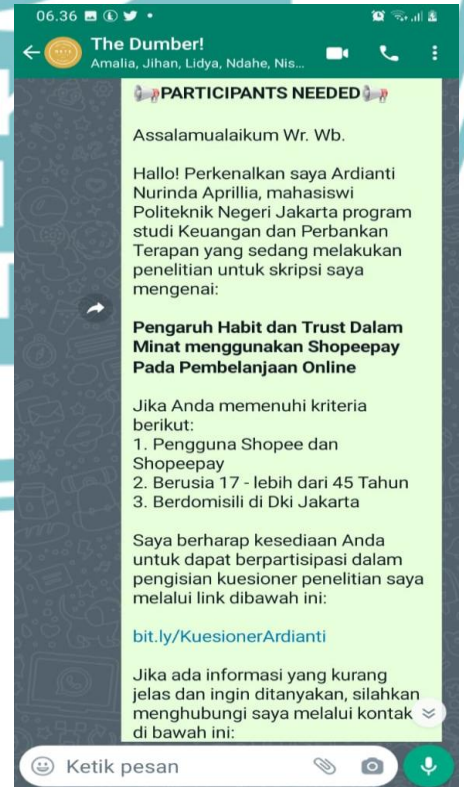 06.36
The Dumber!
Amalia, Jihan, Lidya, Ndahe, Nis...
PARTICIPANTS NEEDED
Assalamualaikum Wr. Wb.
Hallo! Perkenalkan saya Ardianti
Nurinda Aprillia, mahasiswi
Politeknik Negeri Jakarta program
studi Keuangan dan Perbankan
Terapan yang sedang melakukan
penelitian untuk skripsi saya
mengenai:
Pengaruh Habit dan Trust Dalam
Minat menggunakan Shopeepay
Pada Pembelanjaan Online
Jika Anda memenuhi kriteria
berikut:
1. Pengguna Shopee dan
Shopeepay
2. Berusia 17 - lebih dari 45 Tahun
3. Berdomisili di Dki Jakarta
Saya berharap kesediaan Anda
untuk dapat berpartisipasi dalam
pengisian kuesioner penelitian saya
melalui link dibawah ini:
bit.ly/KuesionerArdianti
Jika ada informasi yang kurang
jelas dan ingin ditanyakan, silahkan
menghubungi saya melalui kontak
di bawah ini:
Ketik pesan